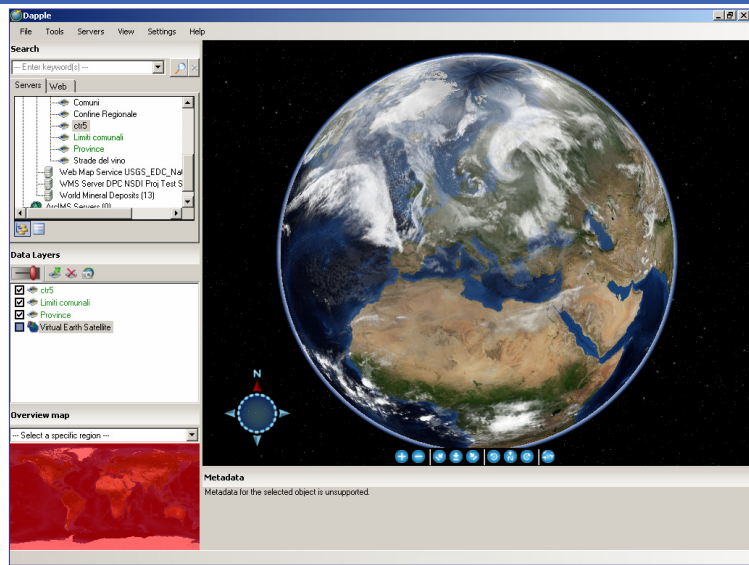 Dapple
File Tools Servers View Settings Help
Search
--- Enter keyword(s) ---
Servers Web
Comuni
Confine Regionale
ctr5
Limiti comunali
Province
Strade del vino
Web Map Service USGS_EDC_Nat
WMS Server DPC NSDI Proj Test S
World Mineral Deposits (13)
ArcIMS Servers (0)
Data Layers
ctr5
Limiti comunali
Province
Virtual Earth Satellite
N
Overview map
--- Select a specific region ---
Metadata
Metadata for the selected object is unsupported.